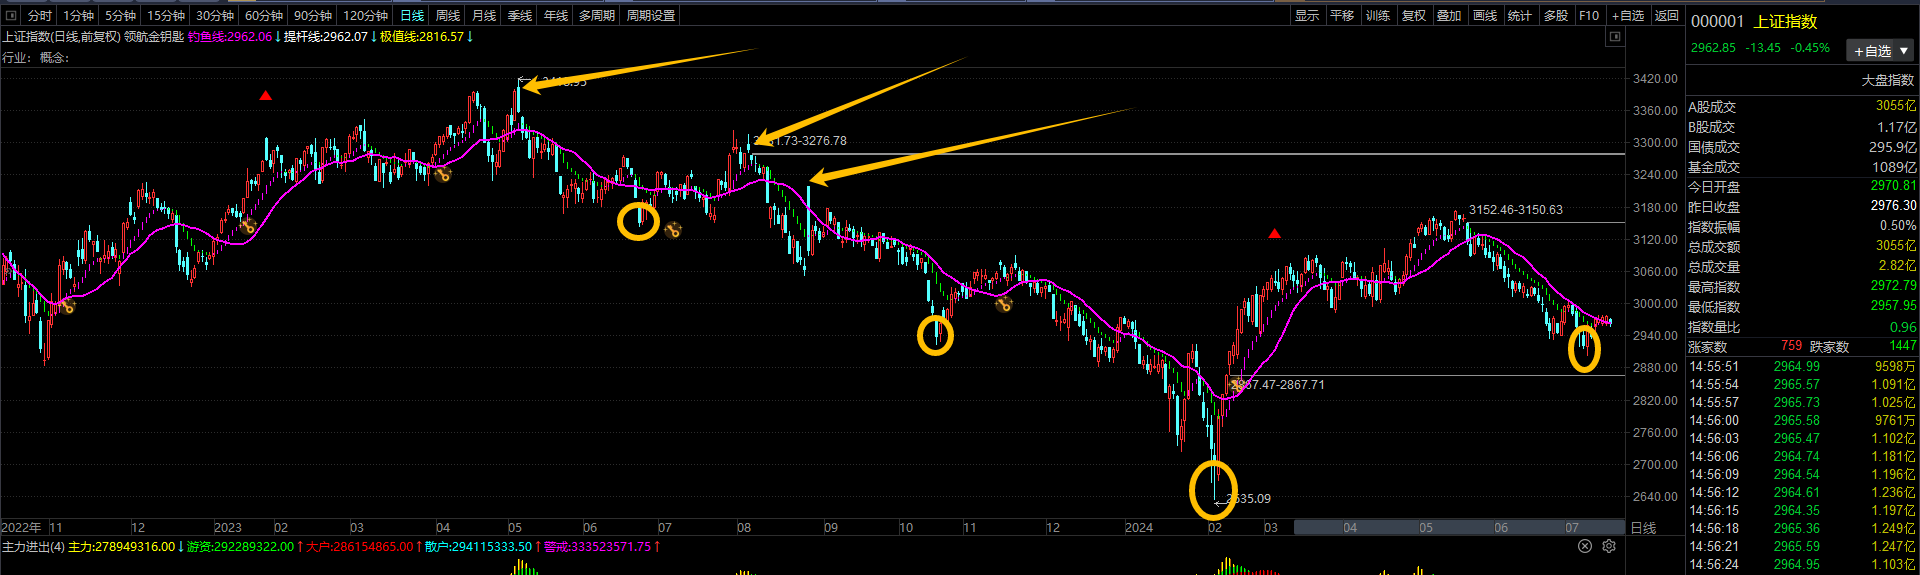 分时 1分钟 5分钟 15分钟 30分钟 60分钟 90分钟 120分钟 日线 周线 月线 季线 年线 多周期 周期设置 显示 平移 训练 复权 叠加 画线 统计 多股 F10 +自选 返回
000001 上证指数
上证指数(日线,前复权) 领航金钥匙 钓鱼线:2962.06↓提杆线:2962.07↓极值线:2816.57↓
2962.85 -13.45 -0.45% +自选 ▼
行业: 概念:
大盘指数
3420.00
3360.00
3300.00
3240.00
3180.00
3120.00
3060.00
3000.00
2940.00
2880.00
2820.00
2760.00
2700.00
2640.00
-3276.78
3152.46-3150.63
-2867.71
2635.09
2022年 11 12 2023 02 03 04 05 06 07 08 09 10 11 12 2024 02 03 04 05 06 07 日线
主力进出(4) 主力:278949316.00↓游资:292289322.00↑大户:286154865.00↑散户:294115333.50↑警戒:333523571.75↑
A股成交 3055亿
B股成交 1.17亿
国债成交 295.9亿
基金成交 1089亿
今日开盘 2970.81
昨日收盘 2976.30
指数振幅 0.50%
总成交额 3055亿
总成交量 2.82亿
最高指数 2972.79
最低指数 2957.95
指数量比 0.96
涨家数 759 跌家数 1447
14:55:51 2964.99 9598万
14:55:54 2965.57 1.091亿
14:55:57 2965.73 1.025亿
14:56:00 2965.58 9761万
14:56:03 2965.47 1.102亿
14:56:06 2964.74 1.181亿
14:56:09 2964.54 1.196亿
14:56:12 2964.61 1.236亿
14:56:15 2964.35 1.197亿
14:56:18 2965.36 1.249亿
14:56:21 2965.59 1.247亿
14:56:24 2964.95 1.103亿